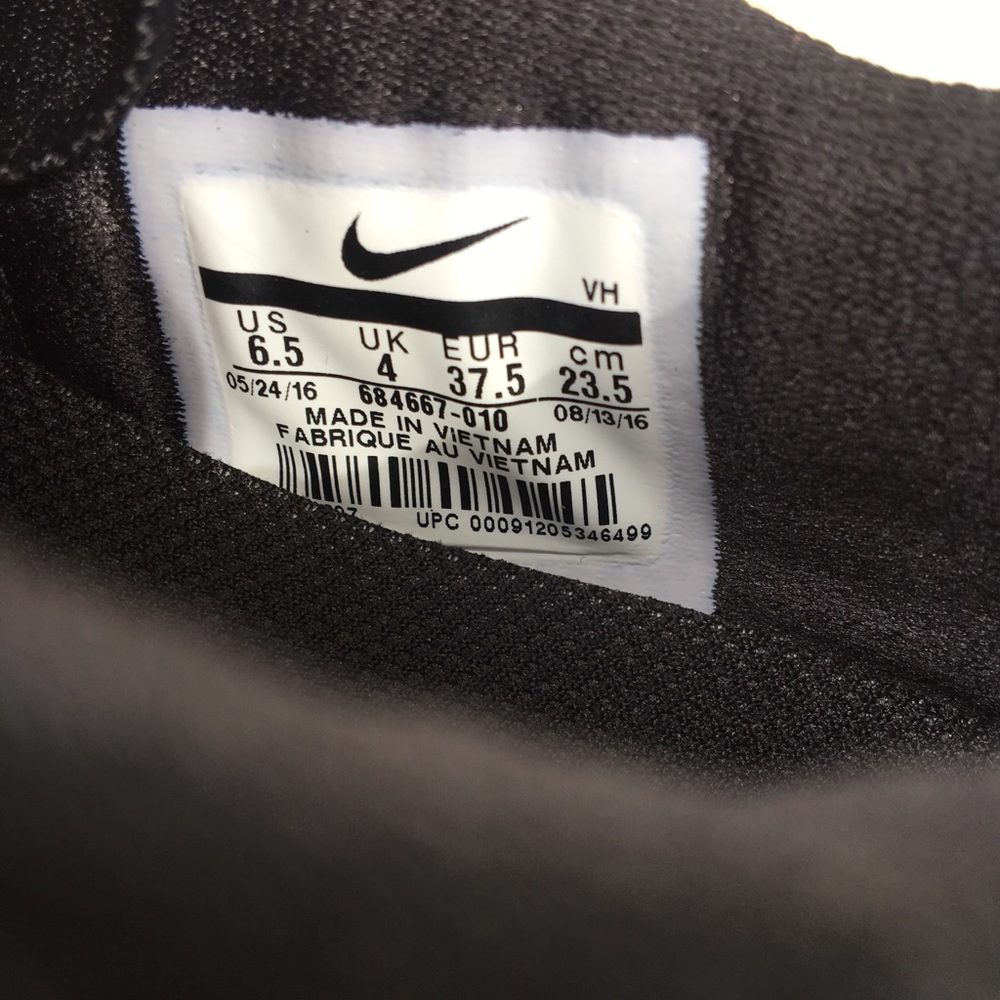 VH
US UK EUR cm
6.5 4 37.5 23.5
05/24/16 684667-010 08/13/16
MADE IN VIETNAM
FABRIQUE AU VIETNAM
UPC 00091205346499